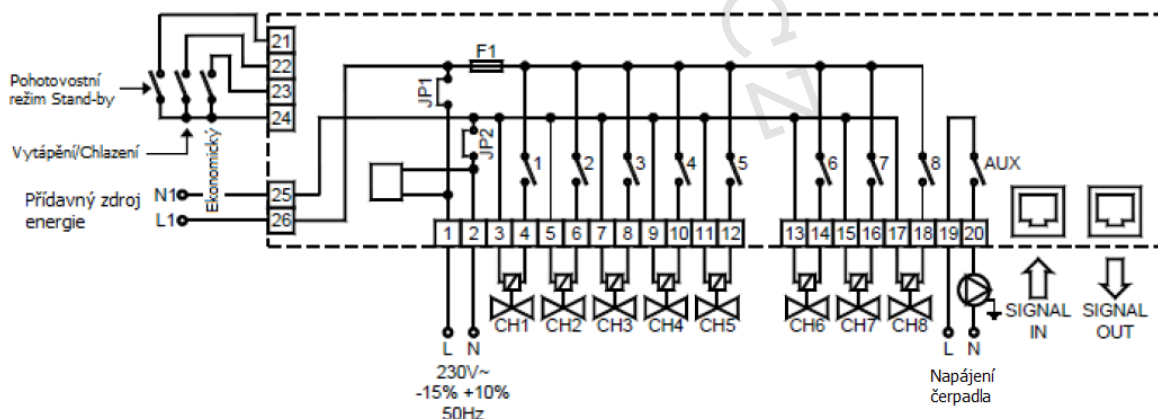 21
22
23
24
25
26
Pohotovostní
režim Stand-by
Vytápění/Chlazení
Ekonomický
Přídavný zdroj
energie
N1
L1
F1
JP1
JP2
1 2 3 4 5 6 7 8 AUX
1 2 3 4 5 6 7 8 9 10 11 12 13 14 15 16 17 18 19 20
CH1 CH2 CH3 CH4 CH5 CH6 CH7 CH8
SIGNAL
IN
SIGNAL
OUT
L N
230V~
-15% +10%
50Hz
L N
Napájení
čerpadla
CN